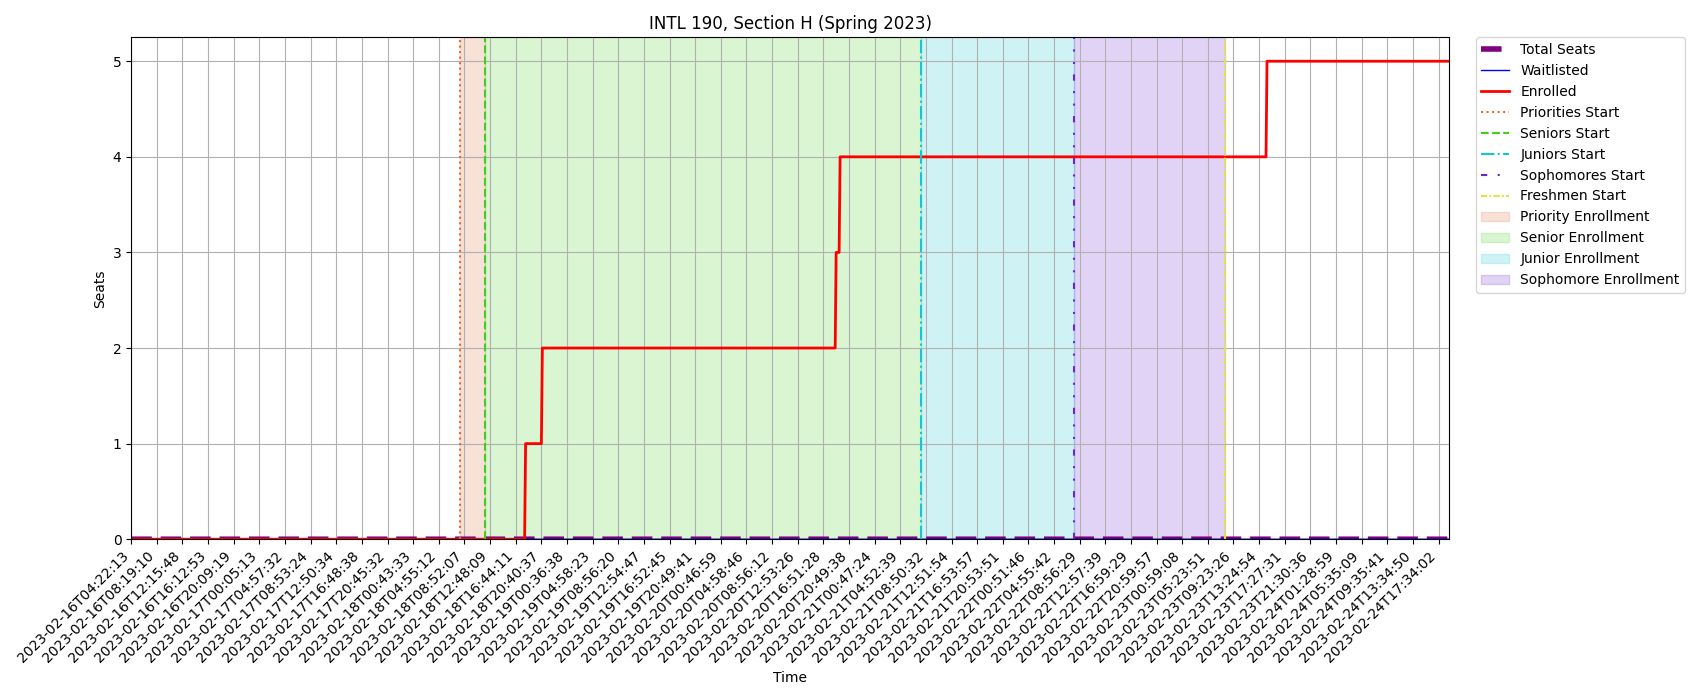 INTL 190, Section H (Spring 2023)
Seats
5
4
3
2
1
0
2023-02-16T04:22:13
2023-02-16T08:19:10
2023-02-16T12:15:48
2023-02-16T16:12:53
2023-02-16T20:09:19
2023-02-17T00:05:13
2023-02-17T04:57:32
2023-02-17T08:53:24
2023-02-17T12:50:34
2023-02-17T16:48:38
2023-02-17T20:45:32
2023-02-18T00:43:33
2023-02-18T04:55:12
2023-02-18T08:52:07
2023-02-18T12:48:09
2023-02-18T16:44:11
2023-02-18T20:40:37
2023-02-19T00:36:38
2023-02-19T04:58:23
2023-02-19T08:56:20
2023-02-19T12:54:47
2023-02-19T16:52:45
2023-02-19T20:49:41
2023-02-20T00:46:59
2023-02-20T04:58:46
2023-02-20T08:56:12
2023-02-20T12:53:26
2023-02-20T16:51:28
2023-02-20T20:49:38
2023-02-21T00:47:24
2023-02-21T04:52:39
2023-02-21T08:50:32
2023-02-21T12:51:54
2023-02-21T16:53:57
2023-02-21T20:53:51
2023-02-22T00:51:46
2023-02-22T04:55:42
2023-02-22T08:56:29
2023-02-22T12:57:39
2023-02-22T16:59:29
2023-02-22T20:59:57
2023-02-23T00:59:08
2023-02-23T05:23:51
2023-02-23T09:23:26
2023-02-23T13:24:54
2023-02-23T17:27:31
2023-02-23T21:30:36
2023-02-24T01:28:59
2023-02-24T05:35:09
2023-02-24T09:35:41
2023-02-24T13:34:50
2023-02-24T17:34:02
Time
Total Seats
Waitlisted
Enrolled
Priorities Start
Seniors Start
Juniors Start
Sophomores Start
Freshmen Start
Priority Enrollment
Senior Enrollment
Junior Enrollment
Sophomore Enrollment